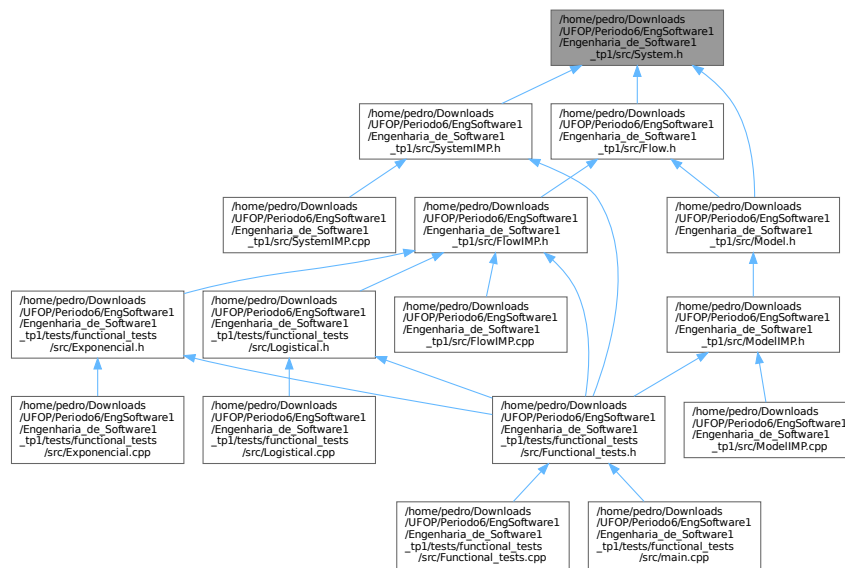 /home/pedro/Downloads
/UFOP/Periodo6/EngSoftware1
/Engenharia_de_Software1
_tp1/src/System.h
/home/pedro/Downloads
/UFOP/Periodo6/EngSoftware1
/Engenharia_de_Software1
_tp1/src/SystemIMP.h
/home/pedro/Downloads
/UFOP/Periodo6/EngSoftware1
/Engenharia_de_Software1
_tp1/src/Flow.h
/home/pedro/Downloads
/UFOP/Periodo6/EngSoftware1
/Engenharia_de_Software1
_tp1/src/SystemIMP.cpp
/home/pedro/Downloads
/UFOP/Periodo6/EngSoftware1
/Engenharia_de_Software1
_tp1/src/FlowIMP.h
/home/pedro/Downloads
/UFOP/Periodo6/EngSoftware1
/Engenharia_de_Software1
_tp1/src/Model.h
/home/pedro/Downloads
/UFOP/Periodo6/EngSoftware1
/Engenharia_de_Software1
_tp1/tests/functional_tests
/src/Exponencial.h
/home/pedro/Downloads
/UFOP/Periodo6/EngSoftware1
/Engenharia_de_Software1
_tp1/tests/functional_tests
/src/Logistical.h
/home/pedro/Downloads
/UFOP/Periodo6/EngSoftware1
/Engenharia_de_Software1
_tp1/src/FlowIMP.cpp
/home/pedro/Downloads
/UFOP/Periodo6/EngSoftware1
/Engenharia_de_Software1
_tp1/src/ModelIMP.h
/home/pedro/Downloads
/UFOP/Periodo6/EngSoftware1
/Engenharia_de_Software1
_tp1/tests/functional_tests
/src/Exponencial.cpp
/home/pedro/Downloads
/UFOP/Periodo6/EngSoftware1
/Engenharia_de_Software1
_tp1/tests/functional_tests
/src/Logistical.cpp
/home/pedro/Downloads
/UFOP/Periodo6/EngSoftware1
/Engenharia_de_Software1
_tp1/tests/functional_tests
/src/Functional_tests.h
/home/pedro/Downloads
/UFOP/Periodo6/EngSoftware1
/Engenharia_de_Software1
_tp1/src/ModelIMP.cpp
/home/pedro/Downloads
/UFOP/Periodo6/EngSoftware1
/Engenharia_de_Software1
_tp1/tests/functional_tests
/src/Functional_tests.cpp
/home/pedro/Downloads
/UFOP/Periodo6/EngSoftware1
/Engenharia_de_Software1
_tp1/tests/functional_tests
/src/main.cpp